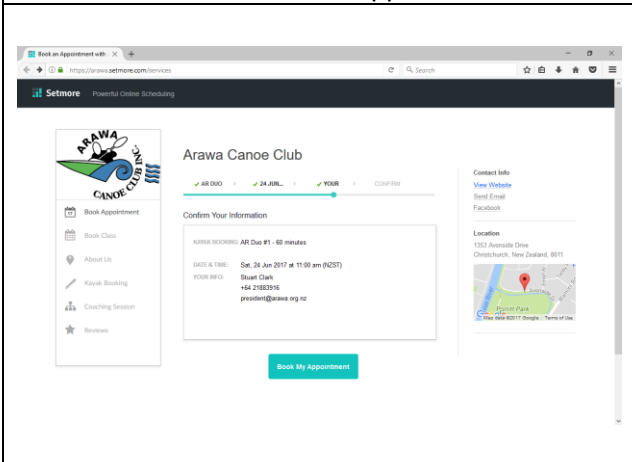 Book an Appointment with
https://arawa.setmore.com/services
Search
Setmore Powerful Online Scheduling
ARAWA
CANOE CLUB INC.
Book Appointment
Book Class
About Us
Kayak Booking
Coaching Session
Reviews
Arawa Canoe Club
AR DUO
24 JUN...
YOUR
CONFIRM
Confirm Your Information
KAYAK BOOKING: AR Duo #1 - 60 minutes
DATE & TIME: Sat, 24 Jun 2017 at 11:00 am (NZST)
YOUR INFO: Stuart Clark
+64 21883916
president@arawa.org.nz
Book My Appointment
Contact Info
View Website
Send Email
Facebook
Location
1353 Avonside Drive
Christchurch, New Zealand, 8011
Porritt Park
Map data ©2017 Google Terms of Use